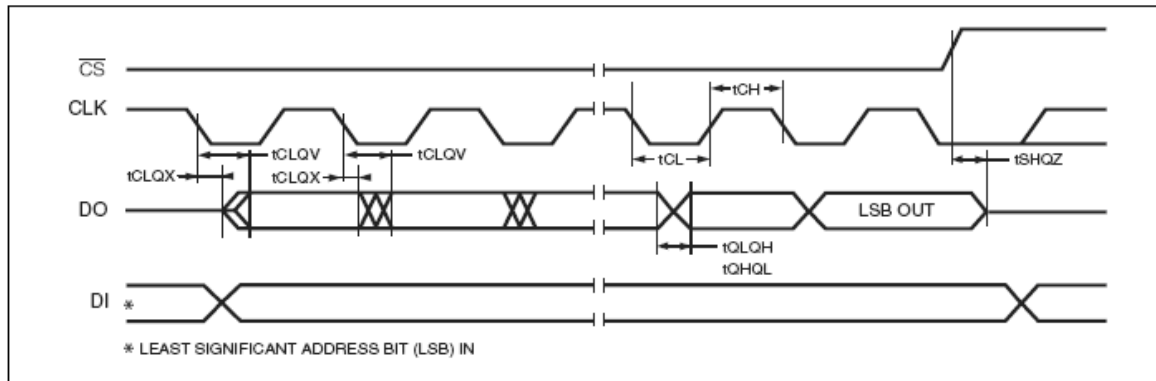 CS
CLK
tCH
tCLQV
tCLQV
tCL
tSHQZ
tCLQX
tCLQX
DO
LSB OUT
tQLQH
tQHQL
DI *
* LEAST SIGNIFICANT ADDRESS BIT (LSB) IN